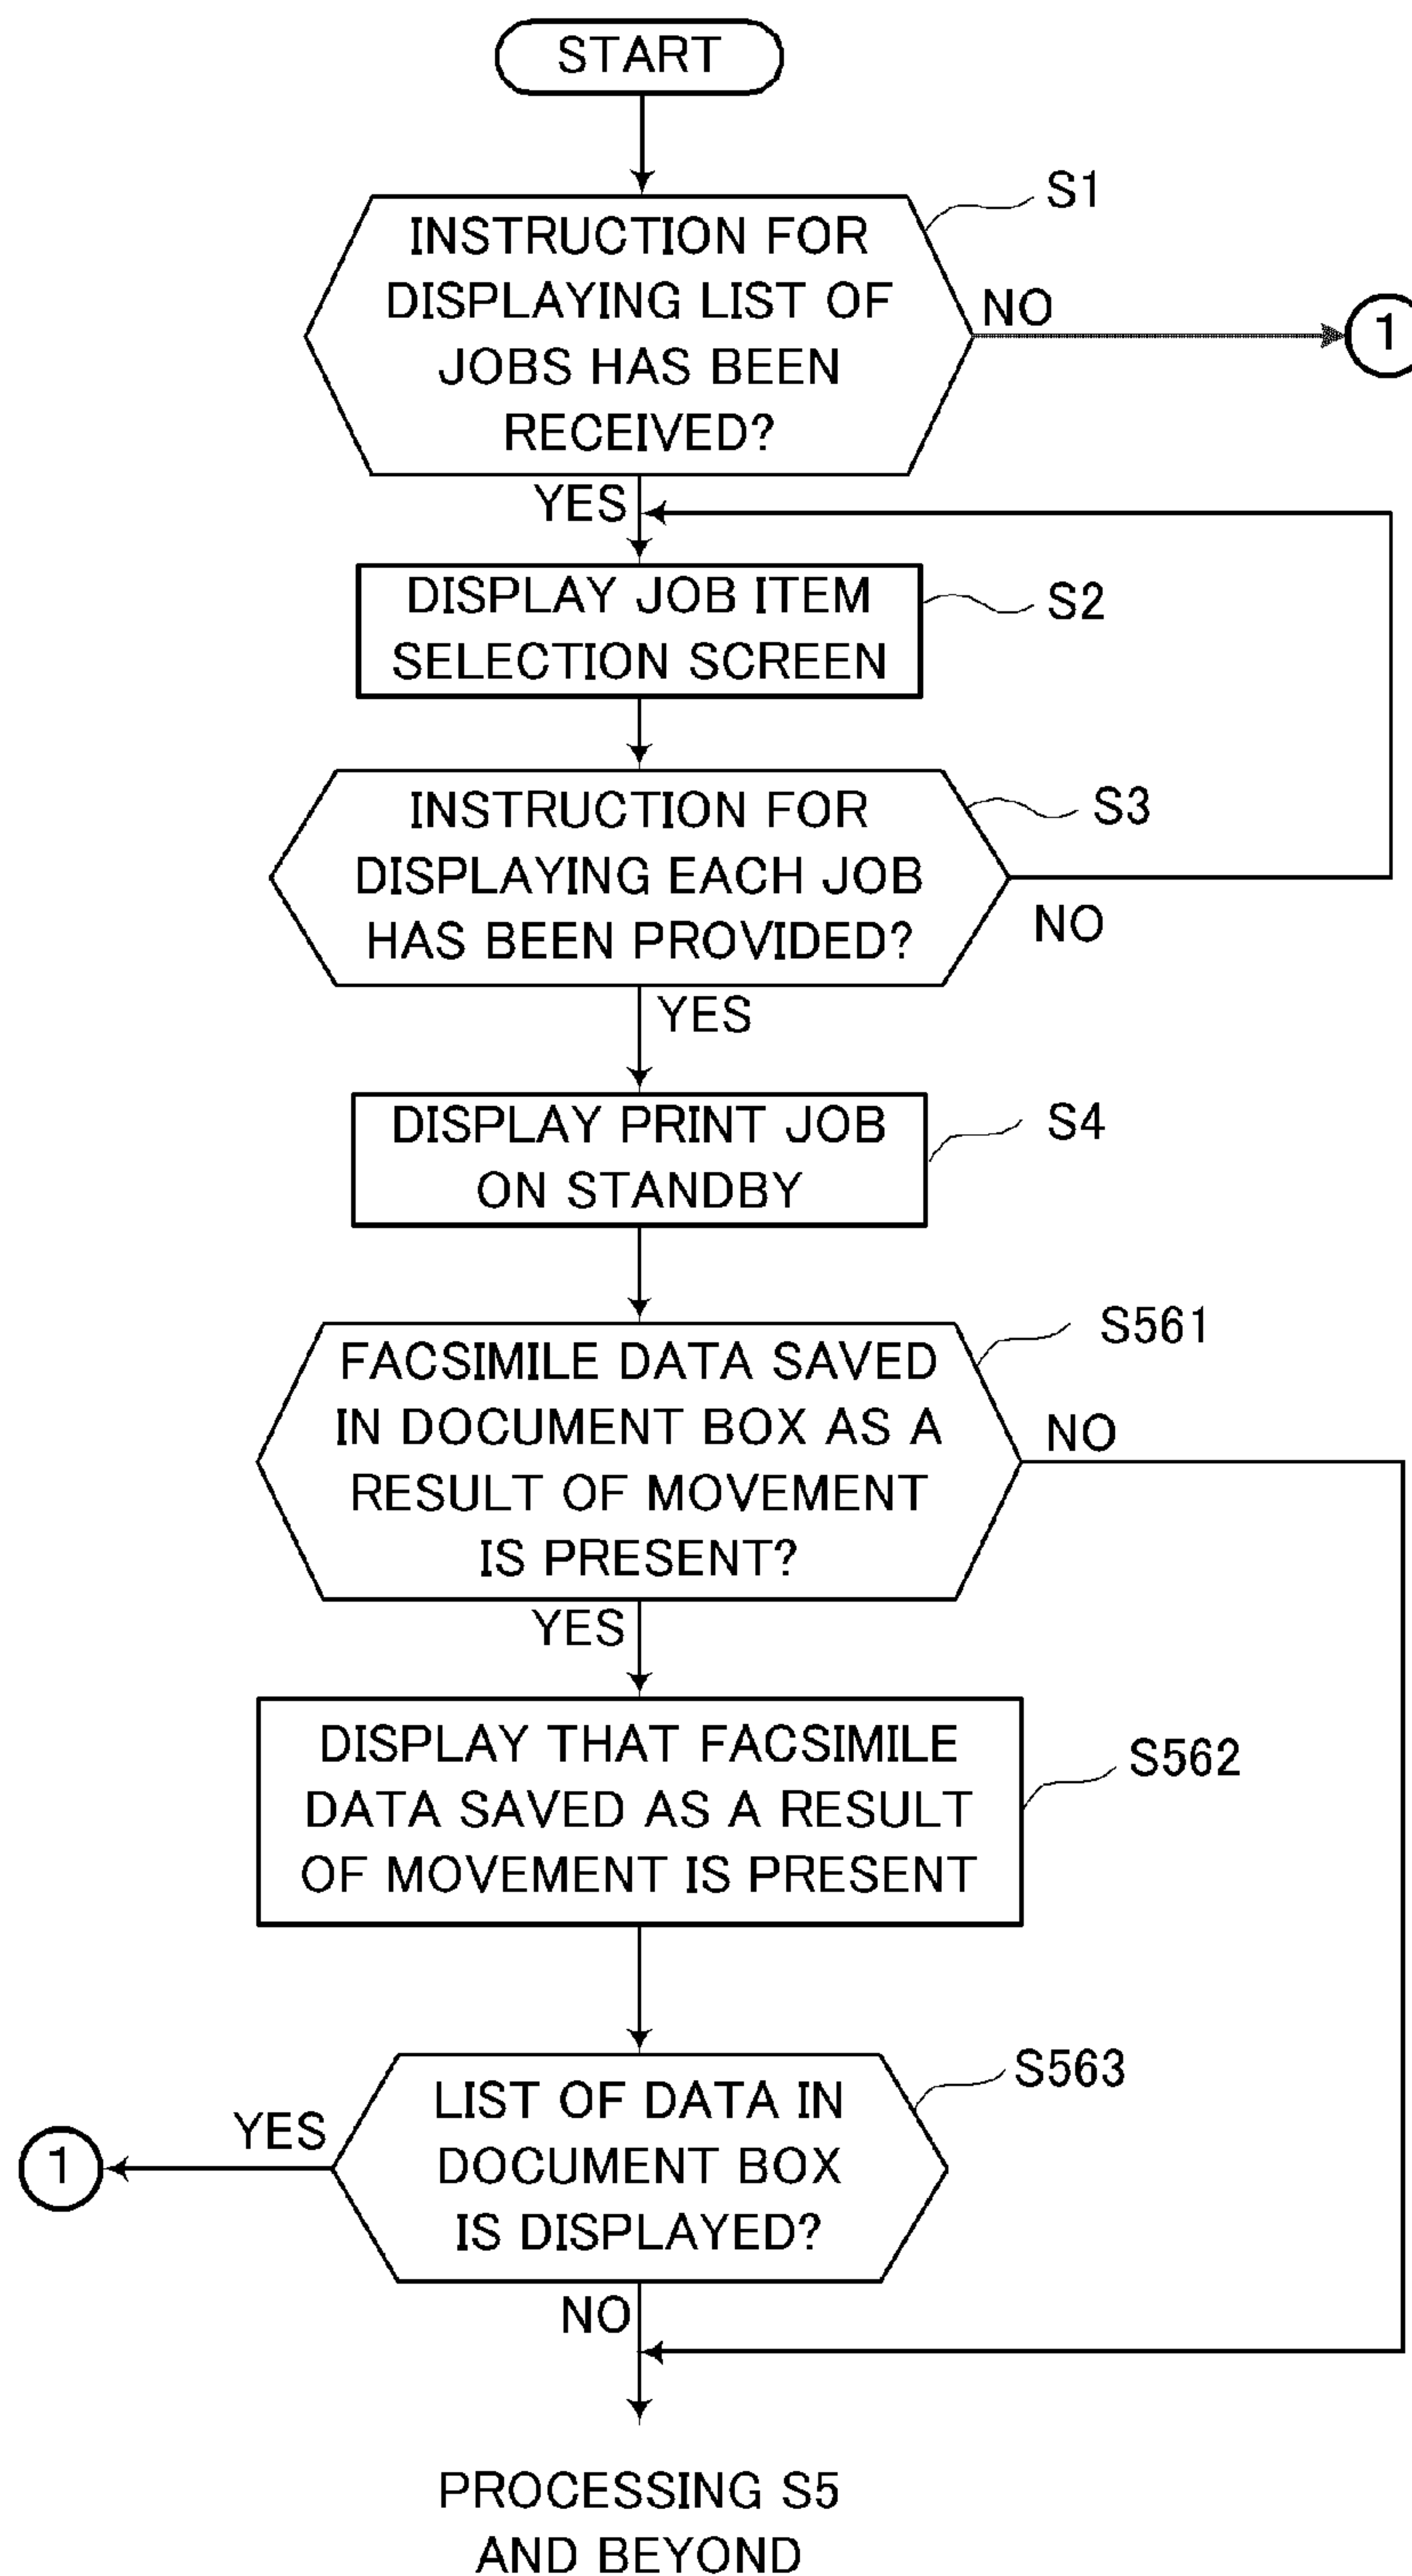 START
S1
INSTRUCTION FOR
DISPLAYING LIST OF
JOBS HAS BEEN
RECEIVED?
NO
1
YES
DISPLAY JOB ITEM
SELECTION SCREEN
S2
INSTRUCTION FOR
DISPLAYING EACH JOB
HAS BEEN PROVIDED?
S3
NO
YES
DISPLAY PRINT JOB
ON STANDBY
S4
FACSIMILE DATA SAVED
IN DOCUMENT BOX AS A
RESULT OF MOVEMENT
IS PRESENT?
S561
NO
YES
DISPLAY THAT FACSIMILE
DATA SAVED AS A RESULT
OF MOVEMENT IS PRESENT
S562
LIST OF DATA IN
DOCUMENT BOX
IS DISPLAYED?
S563
YES
1
NO
PROCESSING S5
AND BEYOND